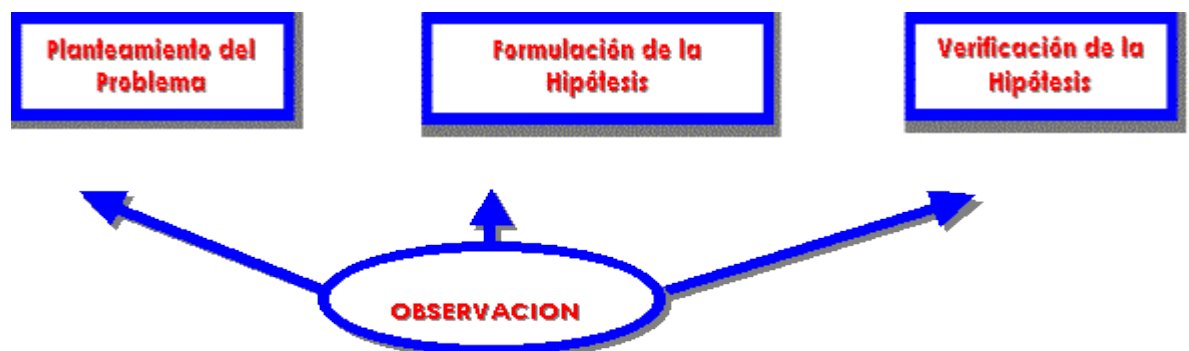 Planteamiento del
Problema
Formulación de la
Hipótesis
Verificación de la
Hipótesis
OBSERVACION